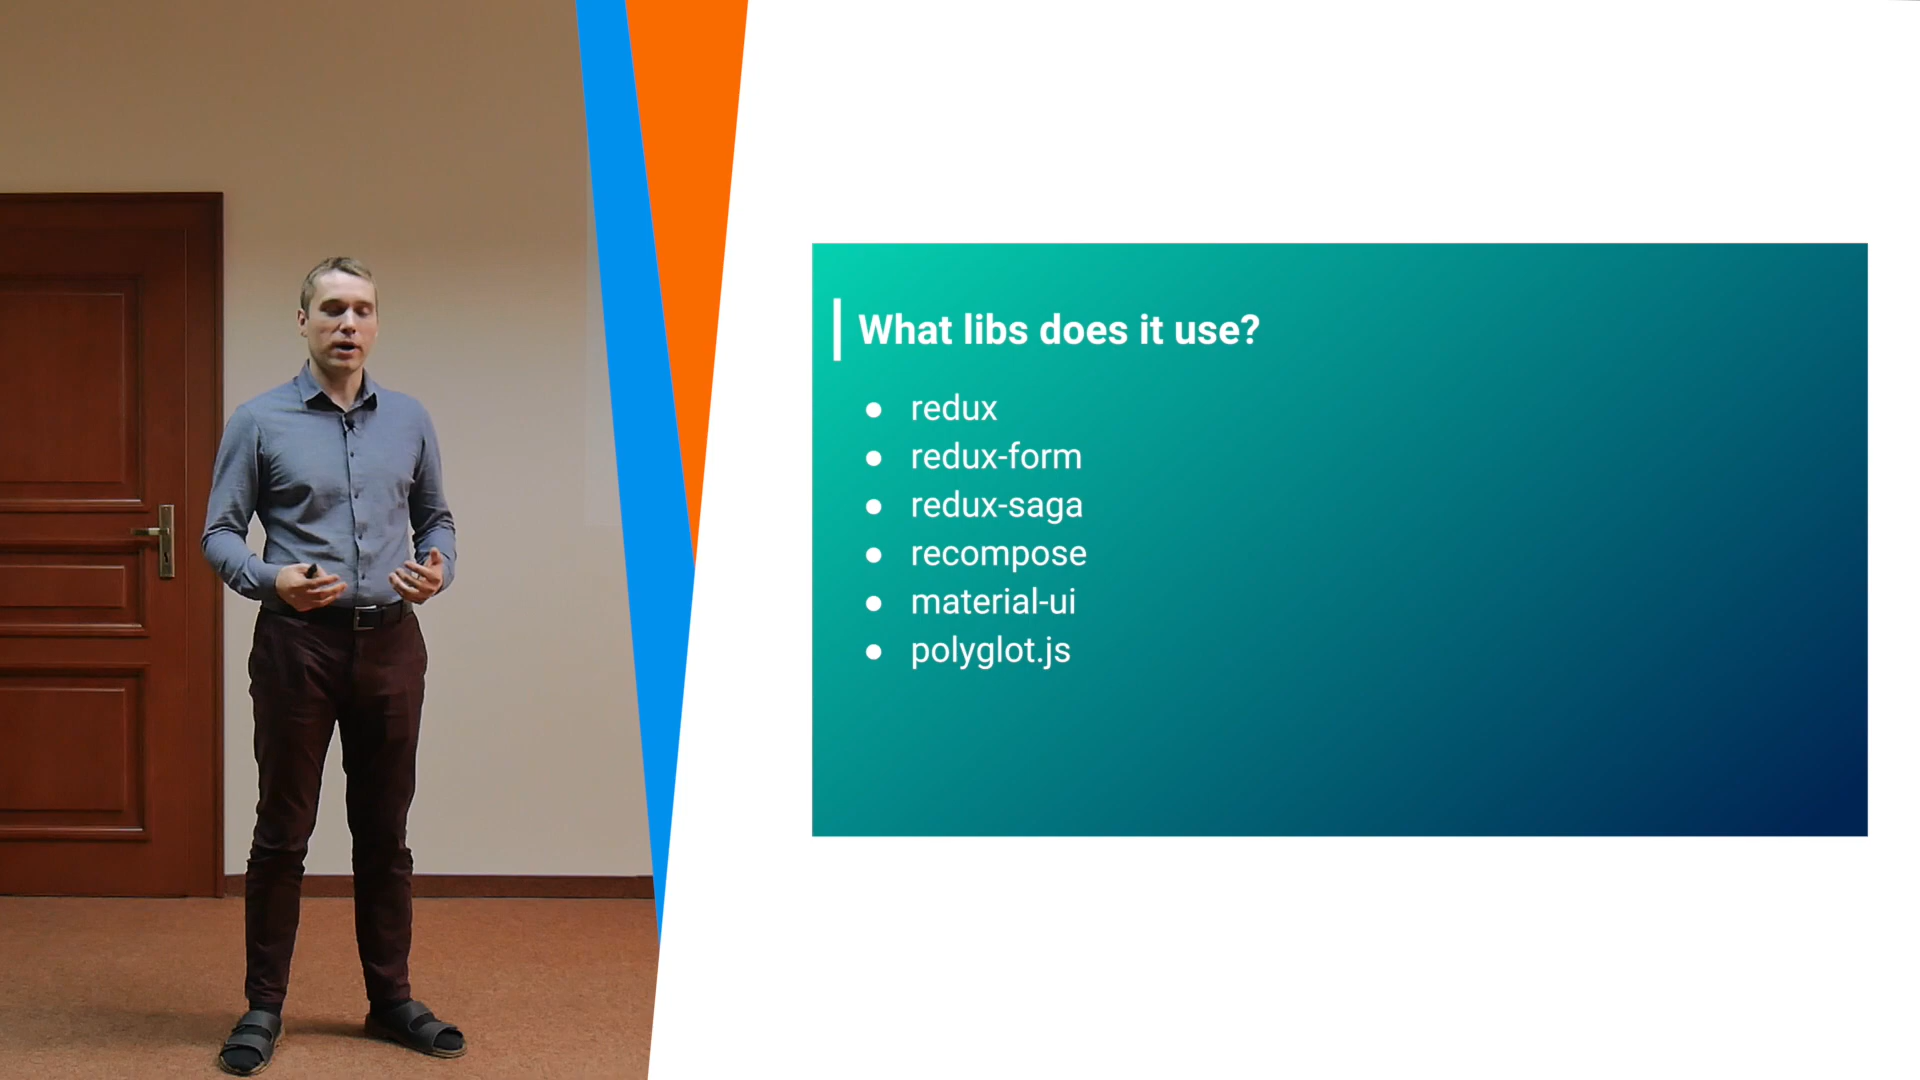 What libs does it use?
● redux
● redux-form
● redux-saga
● recompose
● material-ui
● polyglot.js